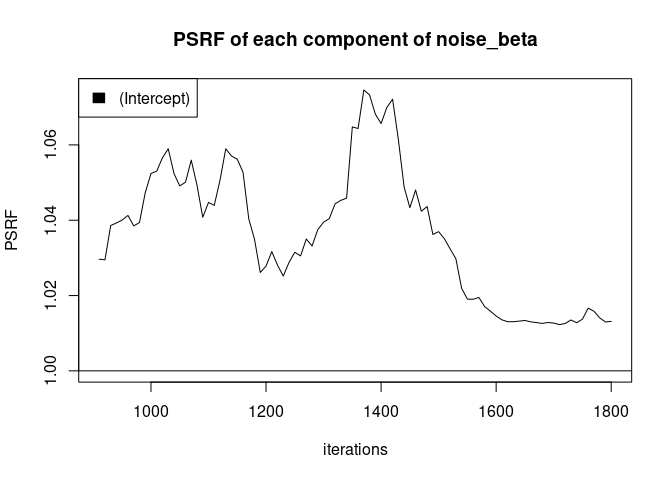 PSRF of each component of noise_beta
(Intercept)
PSRF
1.06
1.04
1.02
1.00
1000 1200 1400 1600 1800
iterations